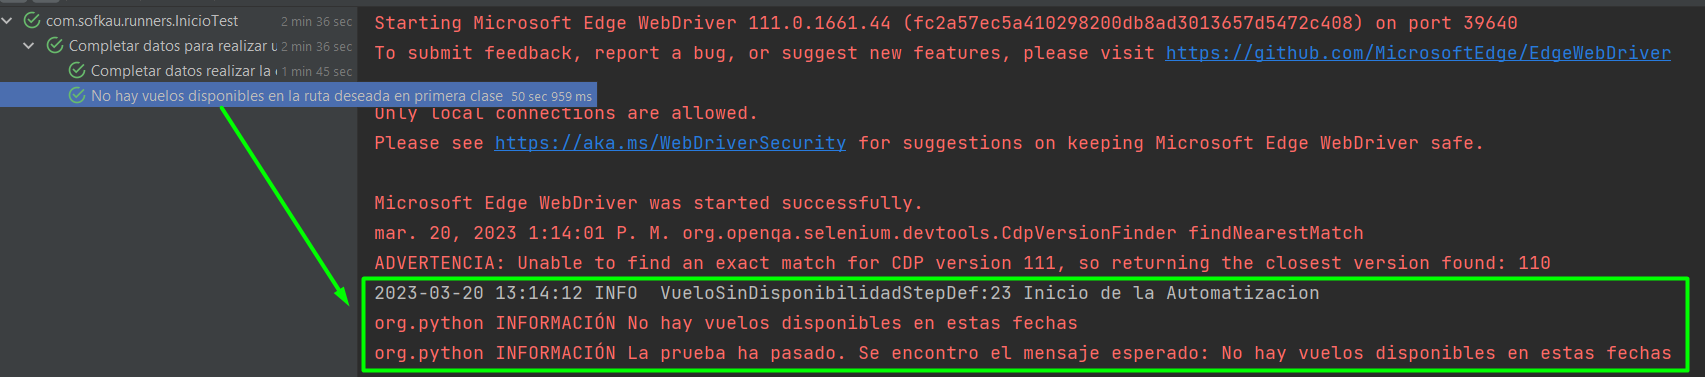 com.sofkau.runners.InicioTest 2 min 36 sec
Completar datos para realizar u 2 min 36 sec
Completar datos realizar la 1 min 45 sec
No hay vuelos disponibles en la ruta deseada en primera clase 50 sec 959 ms
Starting Microsoft Edge WebDriver 111.0.1661.44 (fc2a57ec5a410298200db8ad3013657d5472c408) on port 39640
To submit feedback, report a bug, or suggest new features, please visit https://github.com/MicrosoftEdge/EdgeWebDriver
Only local connections are allowed.
Please see https://aka.ms/WebDriverSecurity for suggestions on keeping Microsoft Edge WebDriver safe.
Microsoft Edge WebDriver was started successfully.
mar. 20, 2023 1:14:01 P. M. org.openqa.selenium.devtools.CdpVersionFinder findNearestMatch
ADVERTENCIA: Unable to find an exact match for CDP version 111, so returning the closest version found: 110
2023-03-20 13:14:12 INFO  VueloSinDisponibilidadStepDef:23 Inicio de la Automatizacion
org.python INFORMACIÓN No hay vuelos disponibles en estas fechas
org.python INFORMACIÓN La prueba ha pasado. Se encontro el mensaje esperado: No hay vuelos disponibles en estas fechas